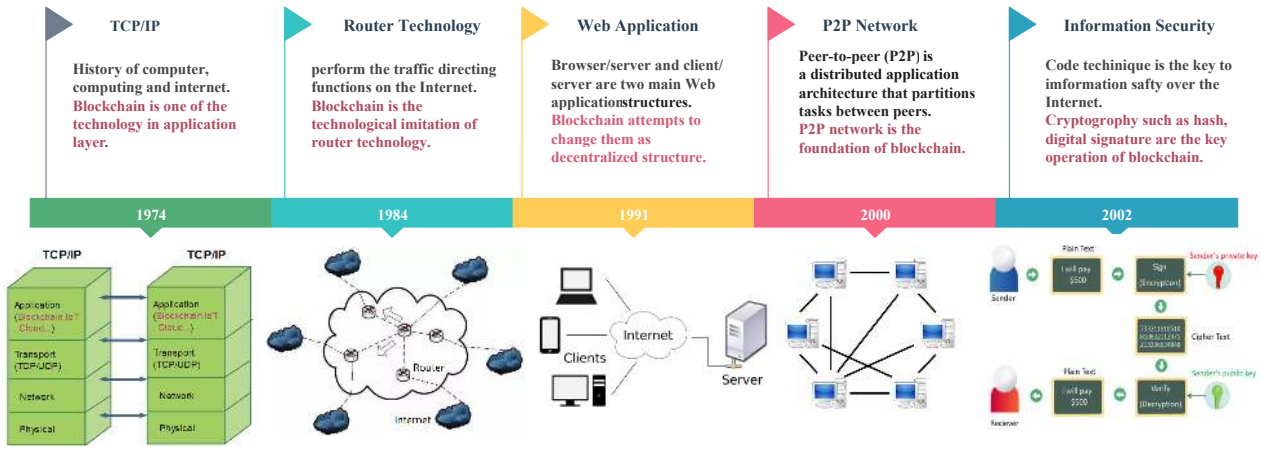 TCP/IP
History of computer,
computing and internet.
Blockchain is one of the
technology in application
layer.
Router Technology
perform the traffic directing
functions on the Internet.
Blockchain is the
technological imitation of
router technology.
Web Application
Browser/server and client/
server are two main Web
applicationstructures.
Blockchain attempts to
change them as
decentralized structure.
P2P Network
Peer-to-peer (P2P) is
a distributed application
architecture that partitions
tasks between peers.
P2P network is the
foundation of blockchain.
Information Security
Code techinique is the key to
imformation safty over the
Internet.
Cryptogrophy such as hash,
digital signature are the key
operation of blockchain.
1974
1984
1991
2000
2002
TCP/IP
Application
(Blockchain IoT
Cloud...)
Transport
(TCP/UDP)
Network
Physical
TCP/IP
Application
(Blockchain IoT
Cloud...)
Transport
(TCP/UDP)
Network
Physical
Router
Internet
Clients
Internet
Server
Sender
Plain Text
I will pay
$500
Sign
(Encryption)
Sender's private key
Cipher Text
Reciever
Plain Text
I will pay
$500
Verify
(Decryption)
Sender's public key